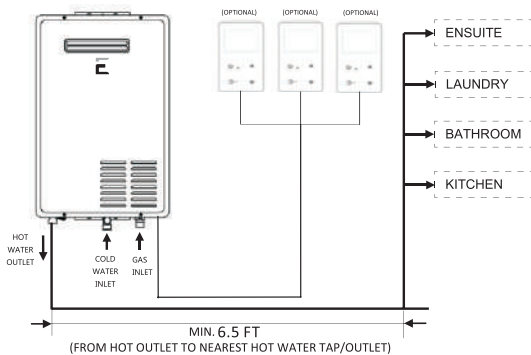 (OPTIONAL)
(OPTIONAL)
(OPTIONAL)
ENSUITE
LAUNDRY
BATHROOM
KITCHEN
HOT
WATER
OUTLET
COLD
WATER
INLET
GAS
INLET
MIN. 6.5 FT
(FROM HOT OUTLET TO NEAREST HOT WATER TAP/OUTLET)